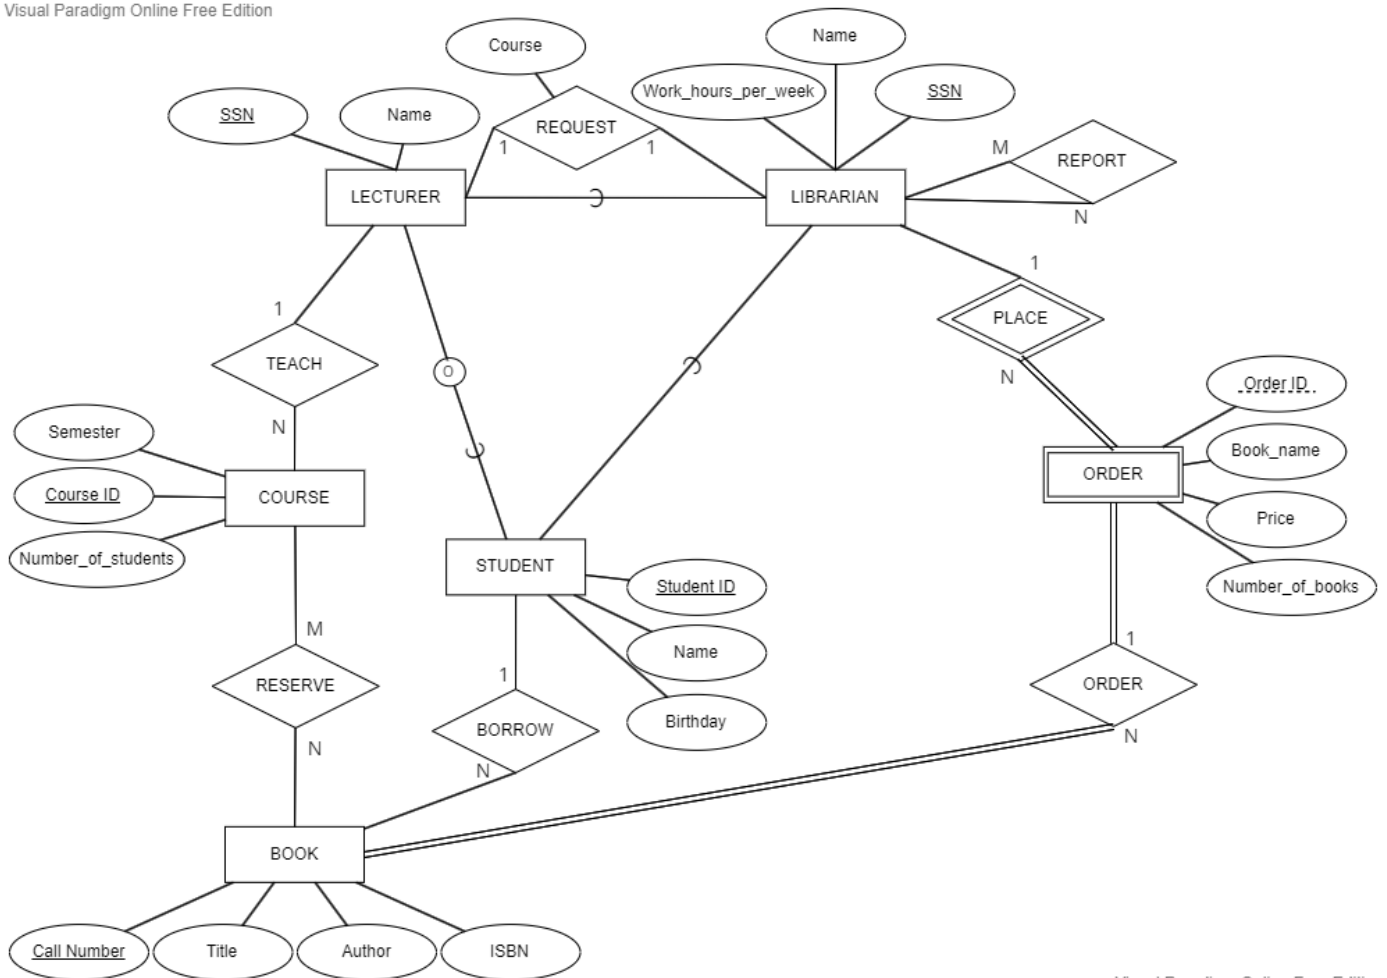 Visual Paradigm Online Free Edition
Course
Name
Work_hours_per_week
SSN
SSN
Name
REQUEST
1
1
M
REPORT
N
LECTURER
LIBRARIAN
1
PLACE
N
1
TEACH
N
O
Order ID
Book_name
ORDER
Price
Number_of_books
Semester
Course ID
COURSE
Number_of_students
STUDENT
Student ID
Name
Birthday
M
RESERVE
N
1
BORROW
N
1
ORDER
N
BOOK
Call Number
Title
Author
ISBN